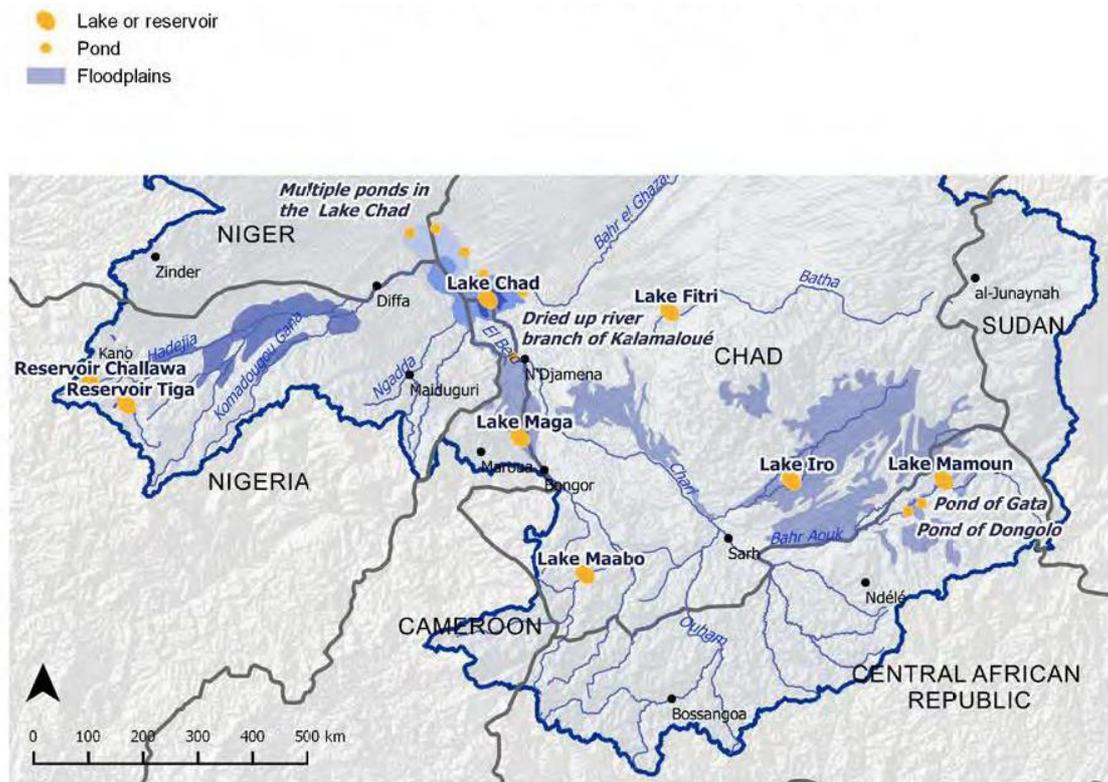 Lake or reservoir
Pond
Floodplains
Multiple ponds in
the Lake Chad
Bahr el Ghazal
NIGER
Zinder
Diffa
Lake Chad
Lake Fitri
Batha
al-Junaynah
SUDAN
Dried up river
branch of Kalamaloué
CHAD
El Beid
N'Djamena
Kano
Hadejia
Komadougou Gana
Ngadda
Maiduguri
Reservoir Challawa
Reservoir Tiga
Lake Maga
Maroua
Bongor
NIGERIA
Chari
Lake Iro
Lake Mamoun
Pond of Gata
Pond of Dongolo
Bahr Aouk
Sarh
Lake Maabo
Ndélé
CAMEROON
Ouham
CENTRAL AFRICAN
REPUBLIC
Bossangoa
0 100 200 300 400 500 km